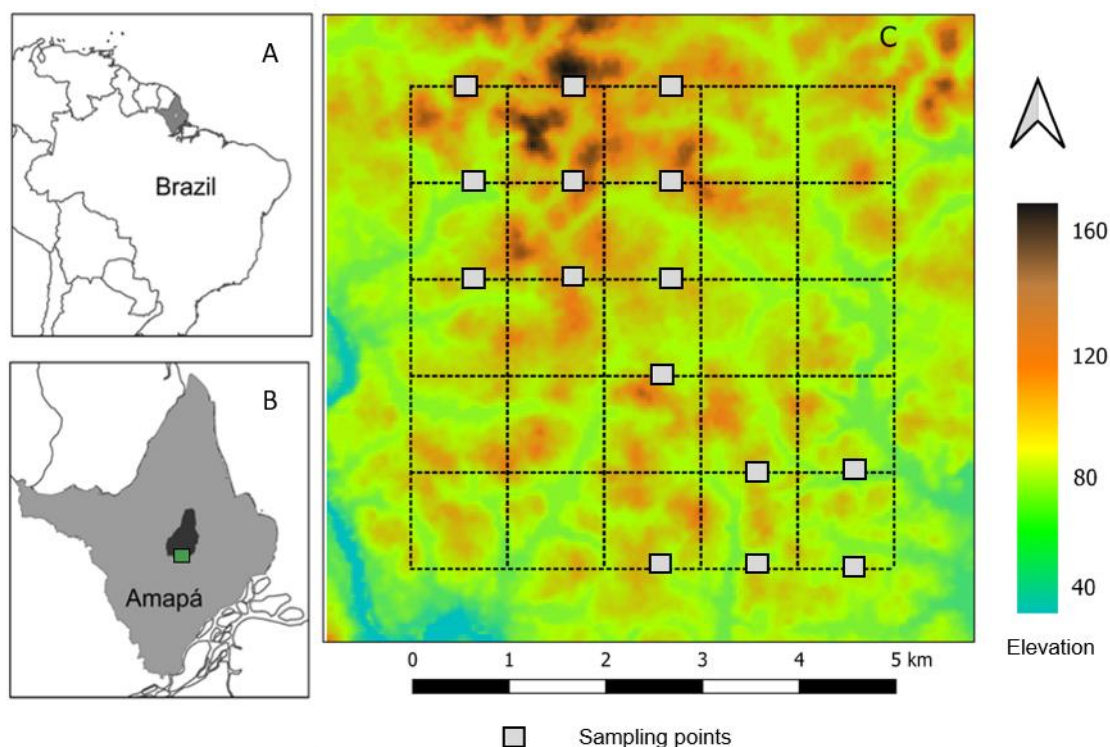 A
Brazil
B
Amapá
C
160
120
80
40
Elevation
0 1 2 3 4 5 km
Sampling points